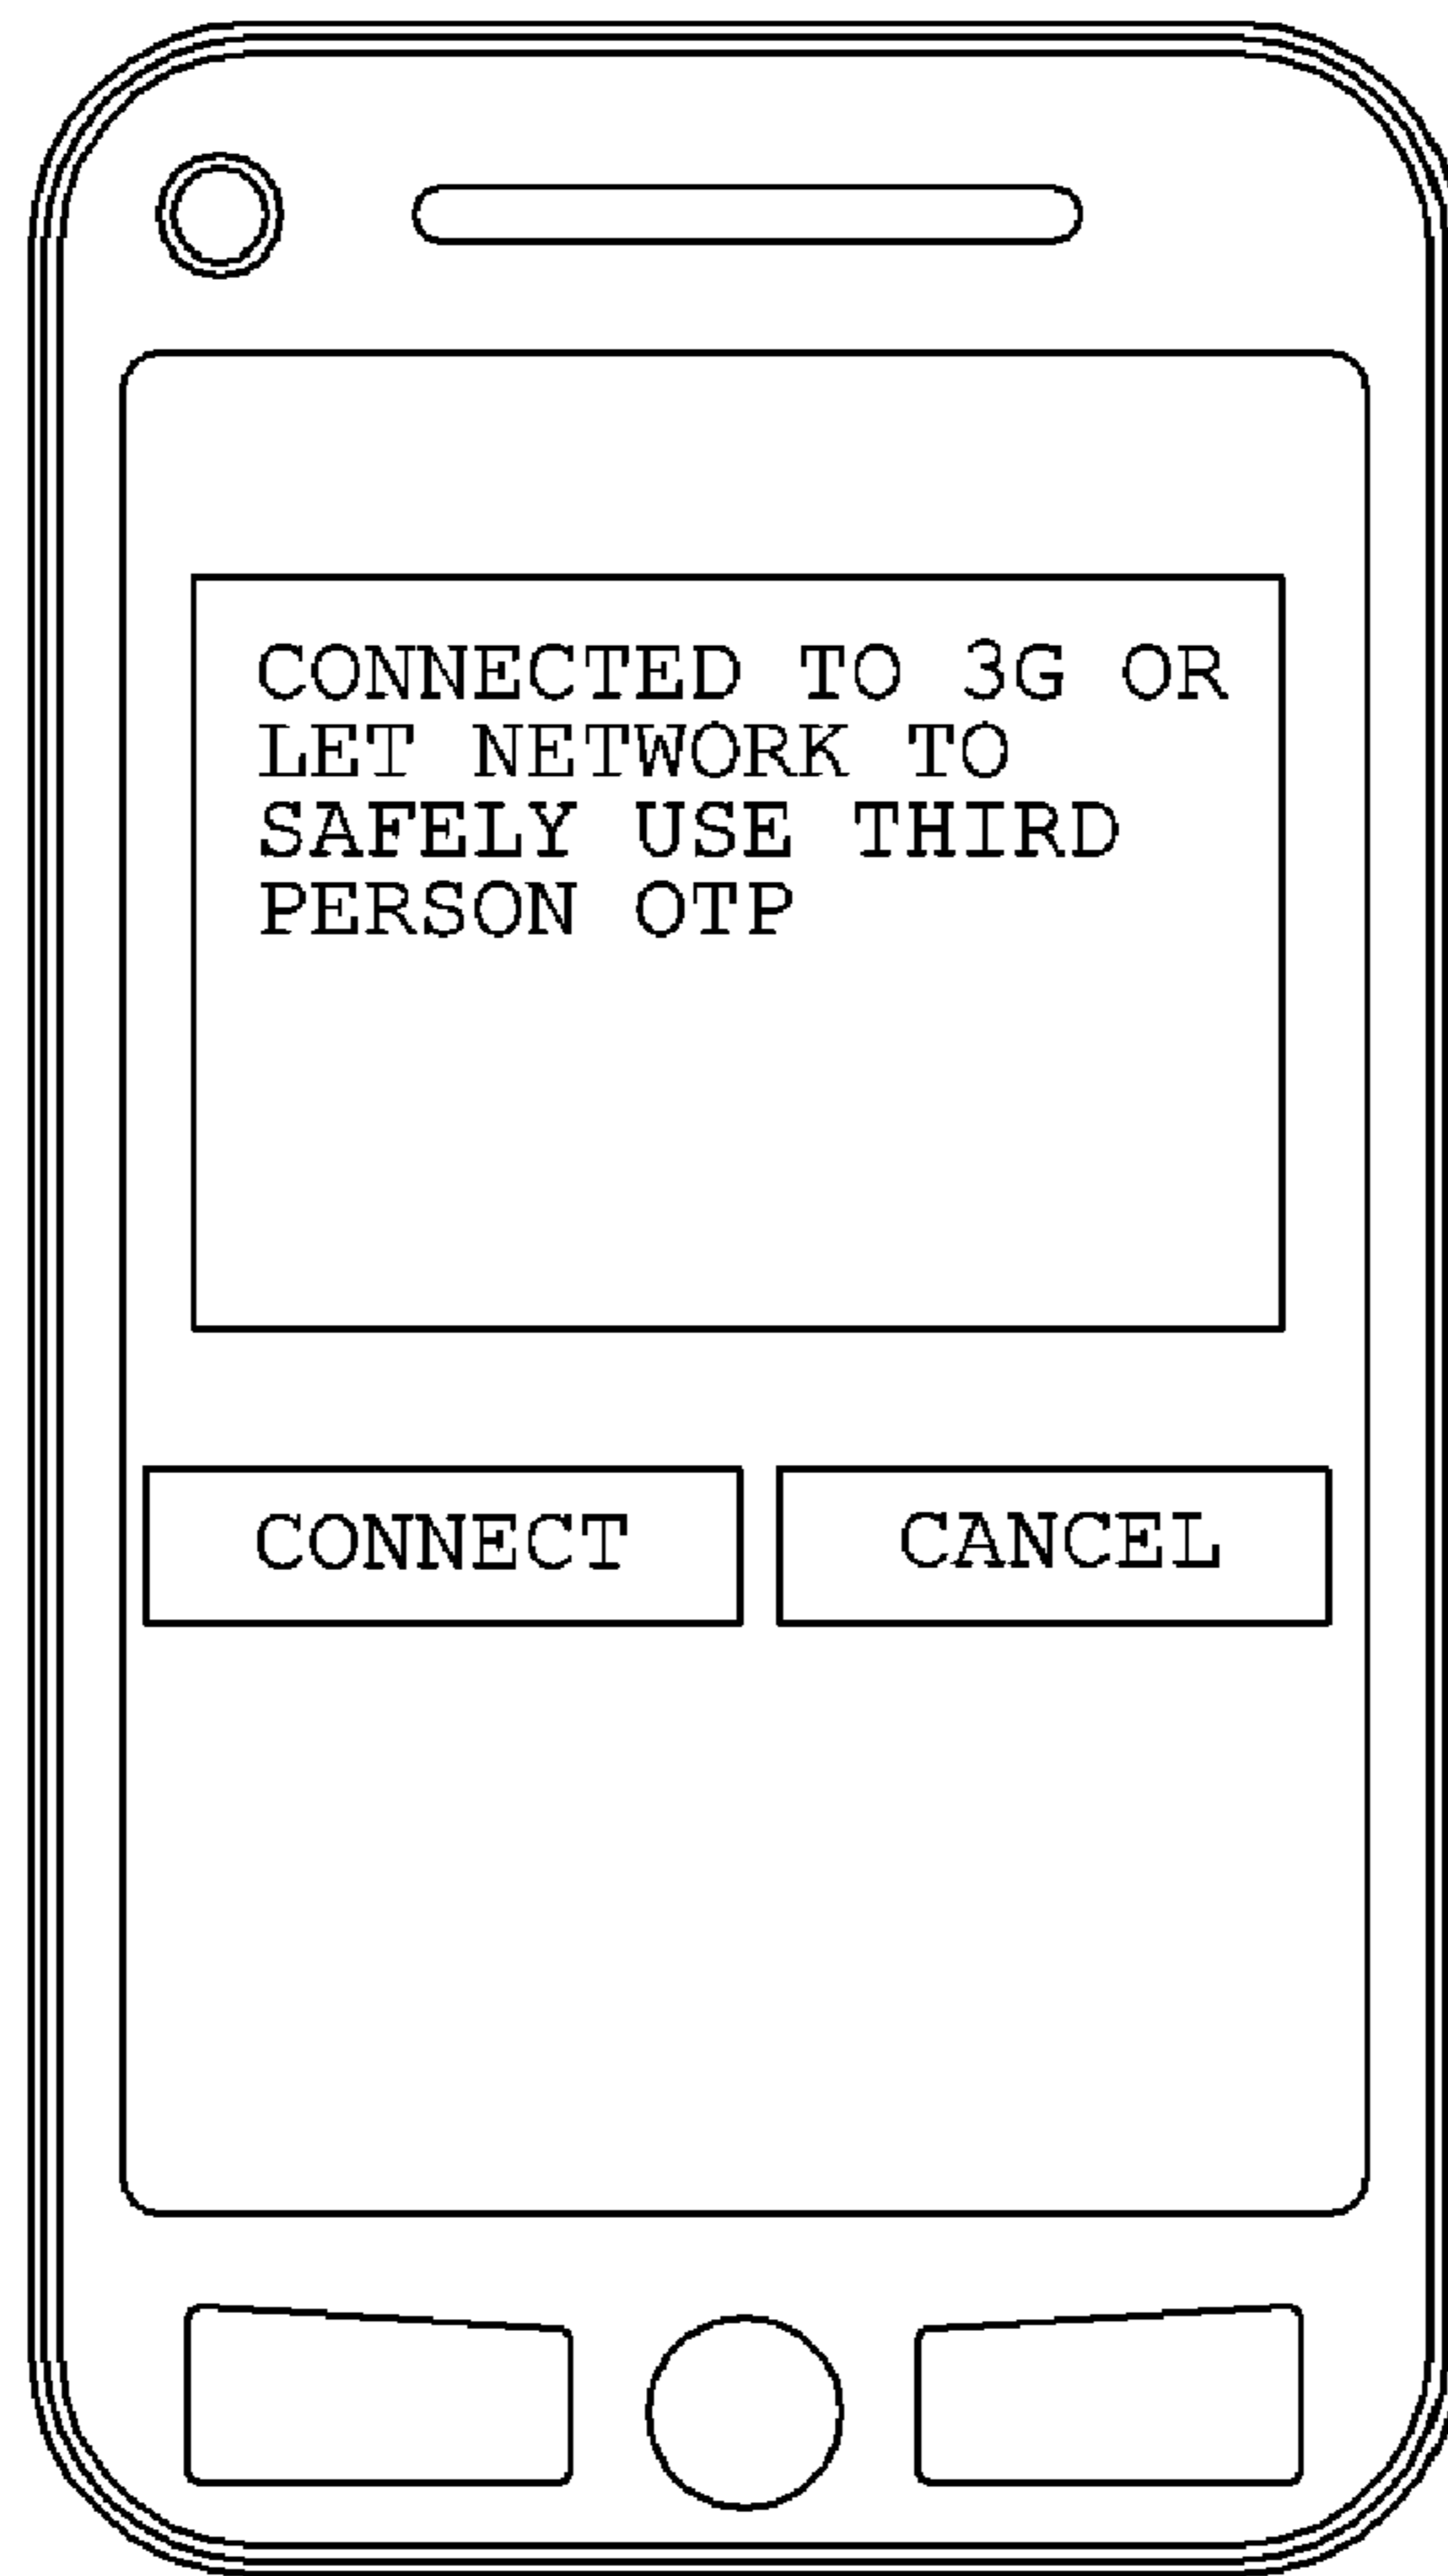 CONNECTED TO 3G OR
LET NETWORK TO
SAFELY USE THIRD
PERSON OTP
CONNECT
CANCEL